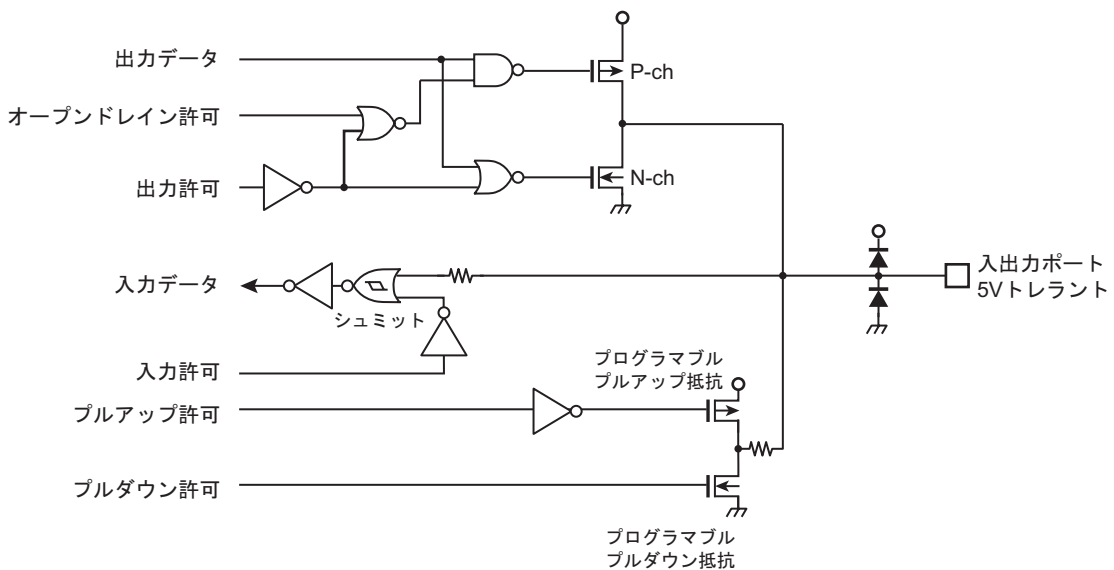 出力データ
P-ch
オープンドレイン許可
出力許可
N-ch
入力データ
シュミット
入出力ポート
5Vトレラント
入力許可
プログラマブル
プルアップ抵抗
プルアップ許可
プルダウン許可
プログラマブル
プルダウン抵抗